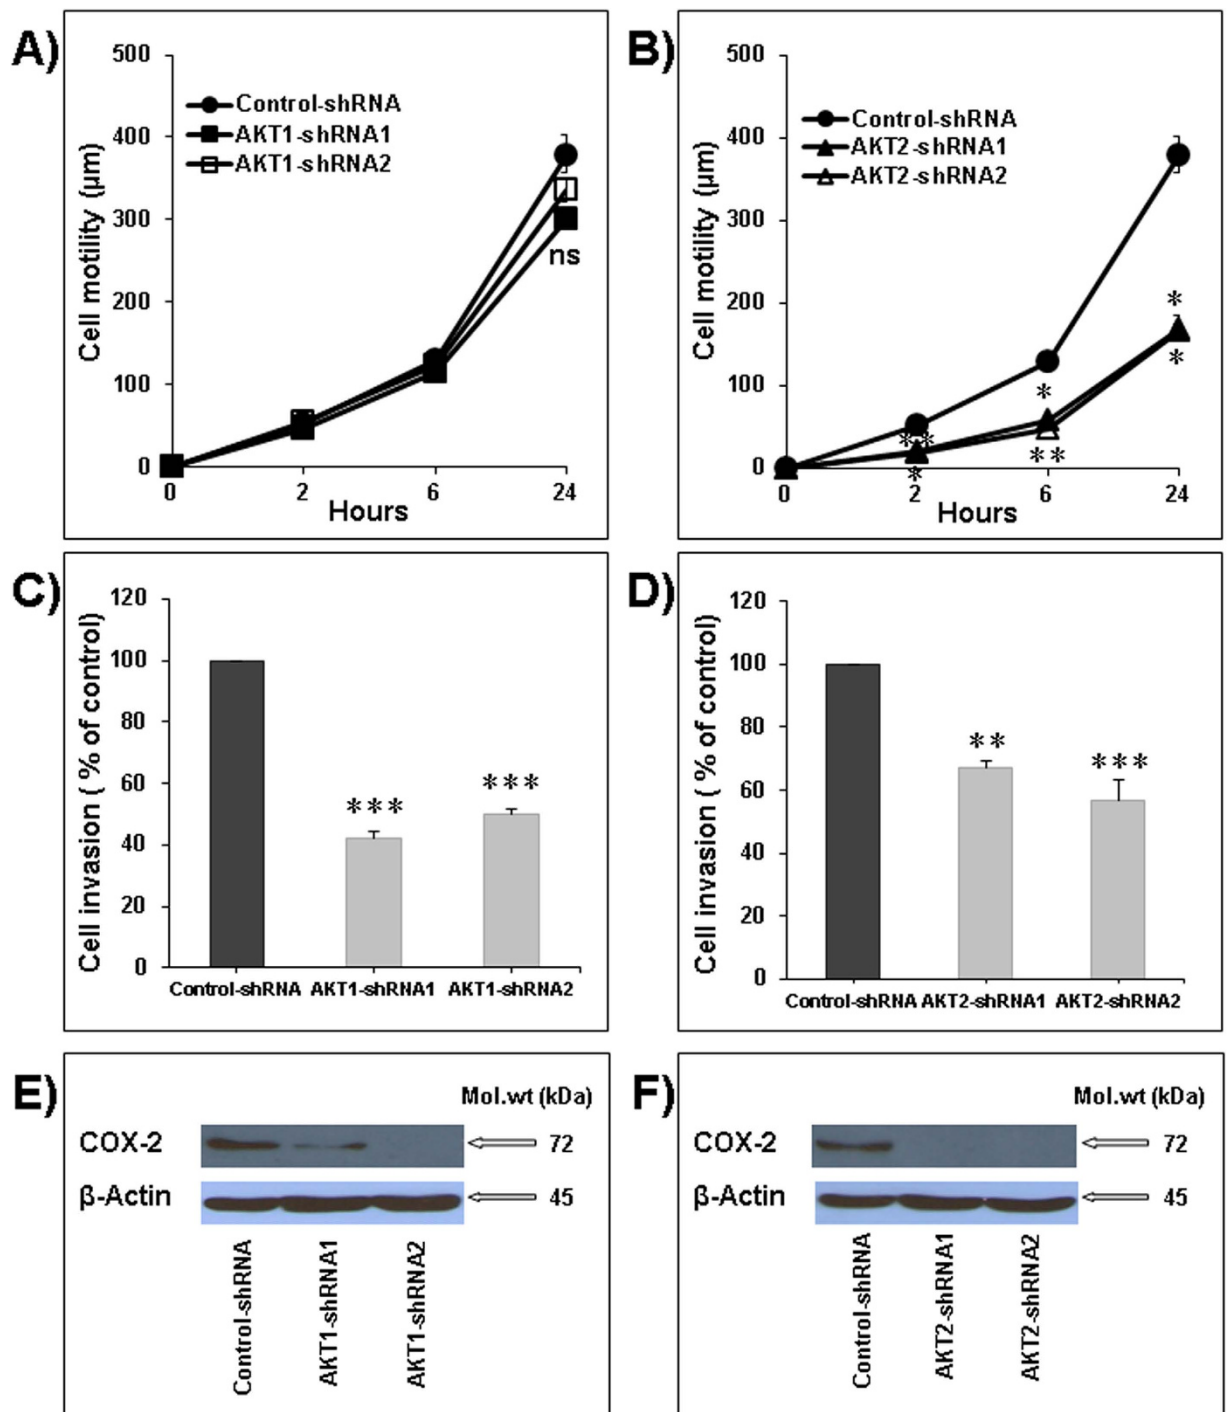 A)
500
400
300
200
100
0
Cell motility (µm)
Control-shRNA
AKT1-shRNA1
AKT1-shRNA2
ns
0 2 6 24
Hours
B)
500
400
300
200
100
0
Cell motility (µm)
Control-shRNA
AKT2-shRNA1
AKT2-shRNA2
*
*
*
**
**
*
0 2 6 24
Hours
C)
120
100
80
60
40
20
0
Cell invasion ( % of control)
***
***
Control-shRNA AKT1-shRNA1 AKT1-shRNA2
D)
120
100
80
60
40
20
0
Cell invasion ( % of control)
**
***
Control-shRNA AKT2-shRNA1 AKT2-shRNA2
E)
Mol.wt (kDa)
COX-2 72
β-Actin 45
Control-shRNA
AKT1-shRNA1
AKT1-shRNA2
F)
Mol.wt (kDa)
COX-2 72
β-Actin 45
Control-shRNA
AKT2-shRNA1
AKT2-shRNA2